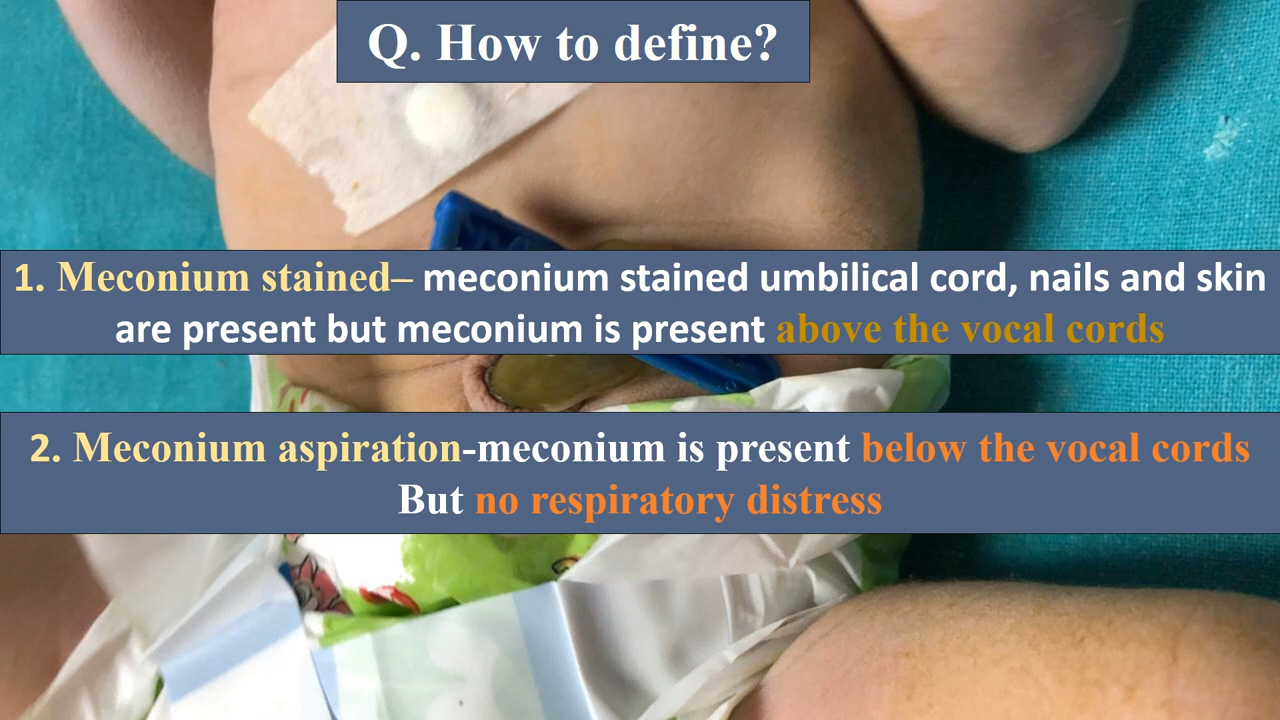 Q. How to define?
1. Meconium stained– meconium stained umbilical cord, nails and skin
are present but meconium is present above the vocal cords
2. Meconium aspiration-meconium is present below the vocal cords
But no respiratory distress